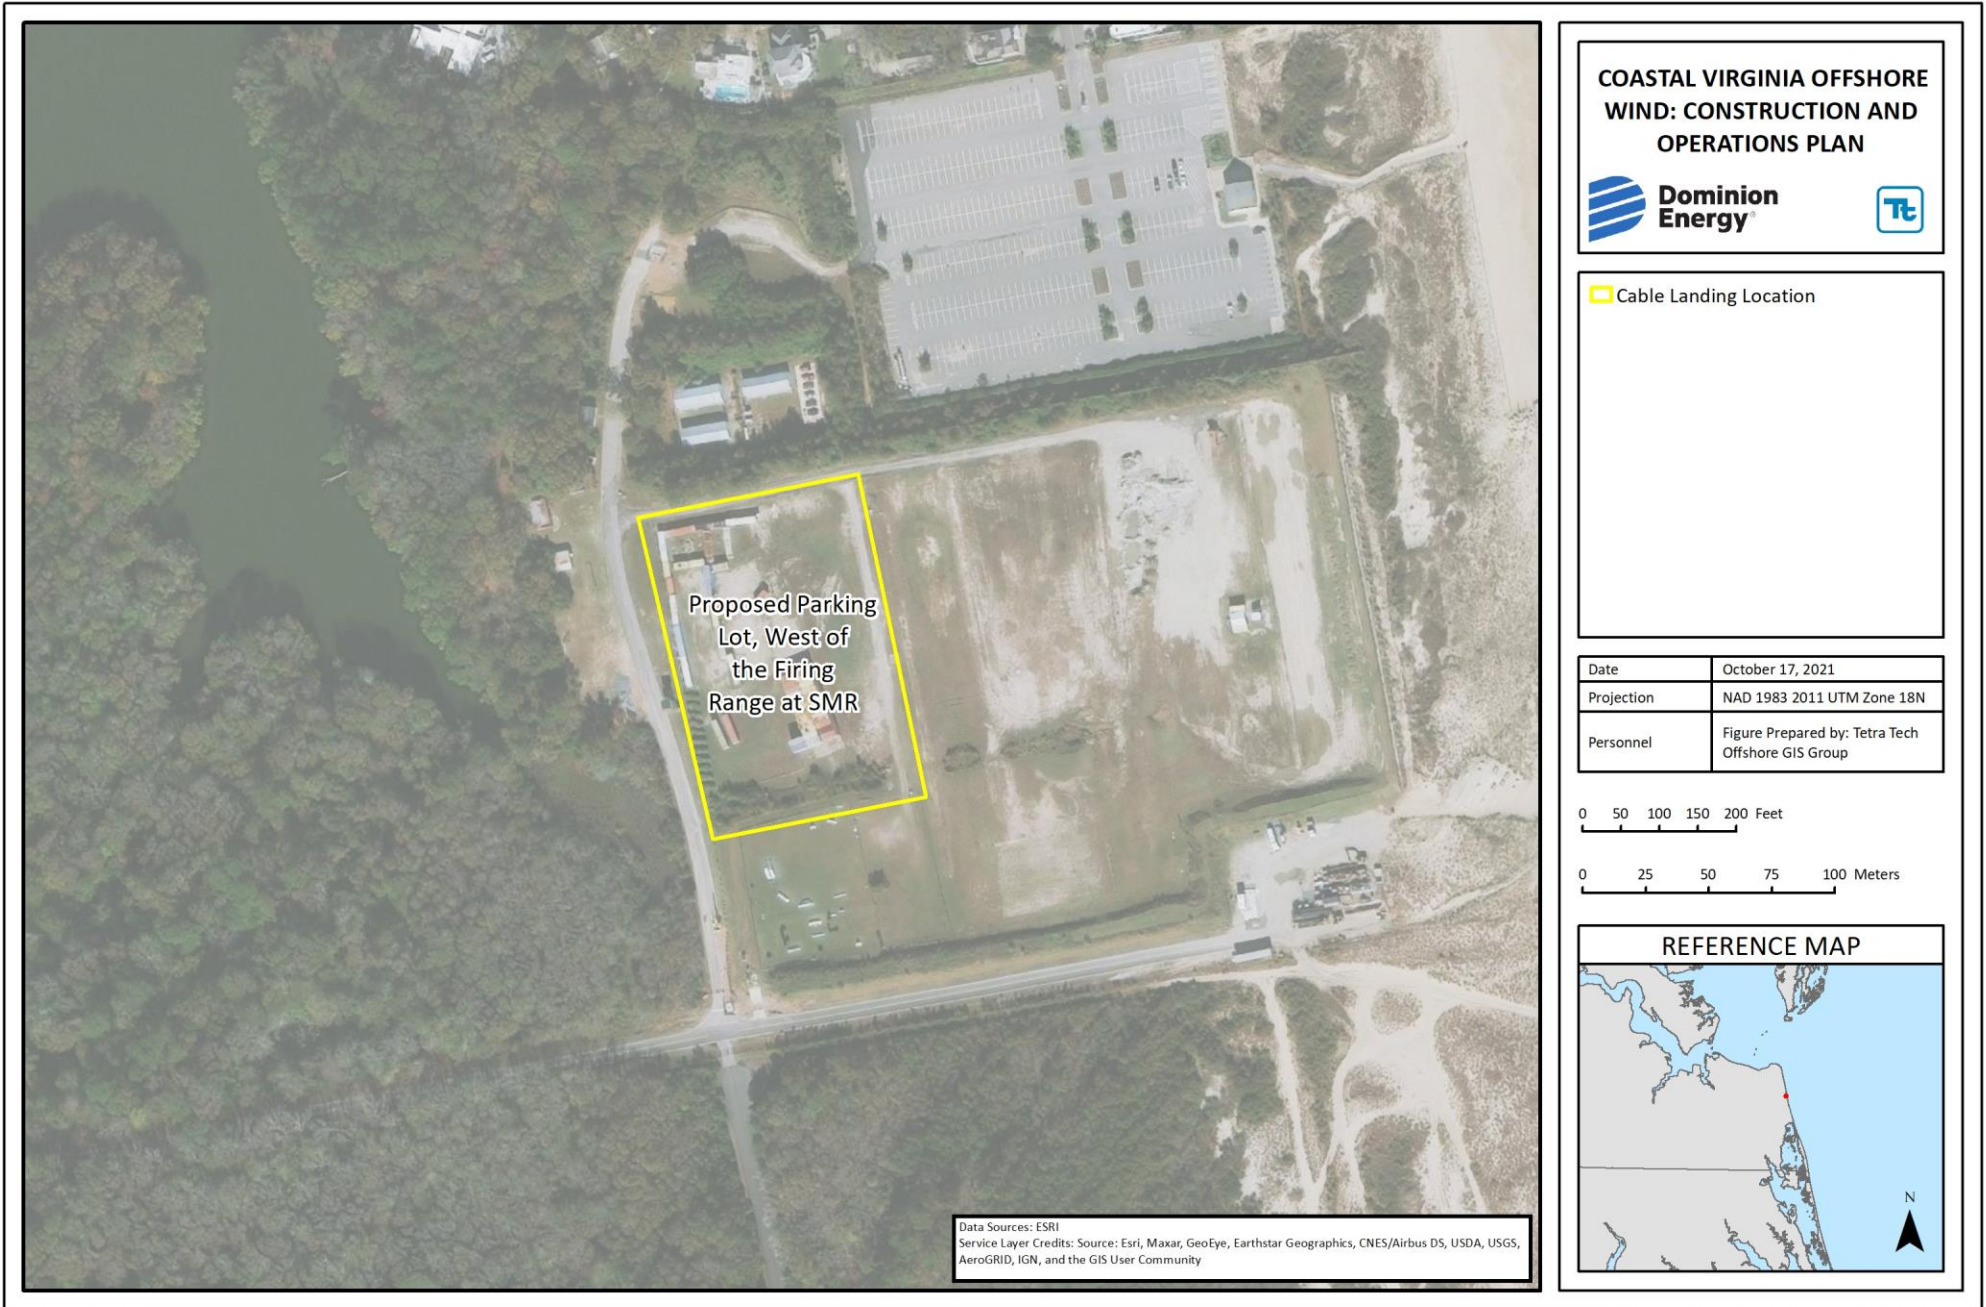 COASTAL VIRGINIA OFFSHORE
WIND: CONSTRUCTION AND
OPERATIONS PLAN
Dominion
Energy®
Tt
Cable Landing Location
Proposed Parking
Lot, West of
the Firing
Range at SMR
Date October 17, 2021
Projection NAD 1983 2011 UTM Zone 18N
Personnel Figure Prepared by: Tetra Tech
Offshore GIS Group
0 50 100 150 200 Feet
0 25 50 75 100 Meters
REFERENCE MAP
N
Data Sources: ESRI
Service Layer Credits: Source: Esri, Maxar, GeoEye, Earthstar Geographics, CNES/Airbus DS, USDA, USGS,
AeroGRID, IGN, and the GIS User Community